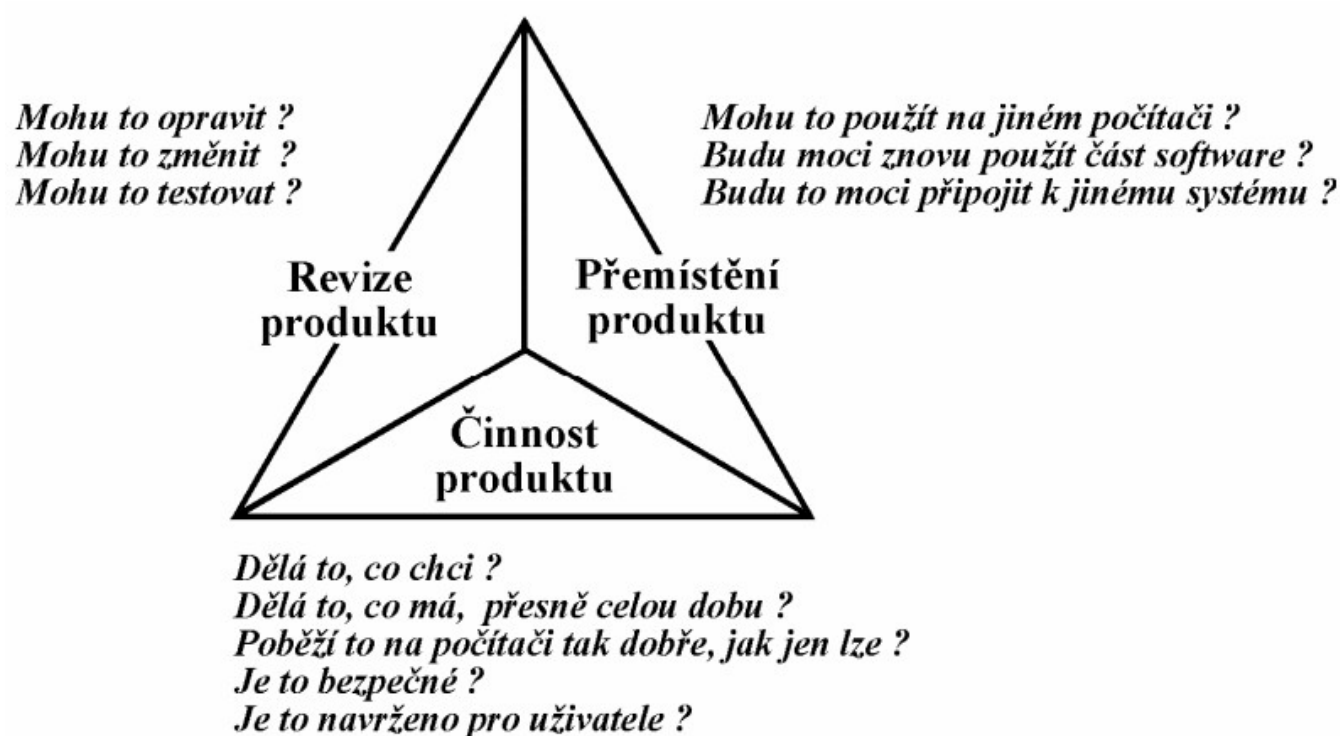 Mohu to opravit ?
Mohu to změnit ?
Mohu to testovat ?
Mohu to použít na jiném počítači ?
Budu moci znovu použít část software ?
Budu to moci připojit k jinému systému ?
Revize
produktu
Přemístění
produktu
Činnost
produktu
Dělá to, co chci ?
Dělá to, co má, přesně celou dobu ?
Poběží to na počítači tak dobře, jak jen lze ?
Je to bezpečné ?
Je to navrženo pro uživatele ?